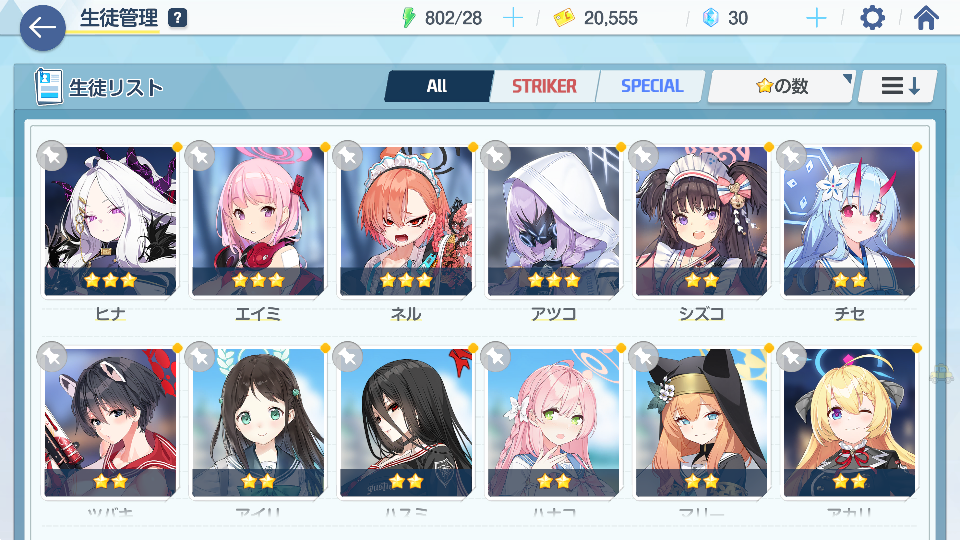 生徒管理 ?
802/28
20,555
30
生徒リスト
All STRIKER SPECIAL の数
ヒナ エイミ ネル アツコ シズコ チセ
ツバキ アイリ ハスミ ハナコ マリー アカリ